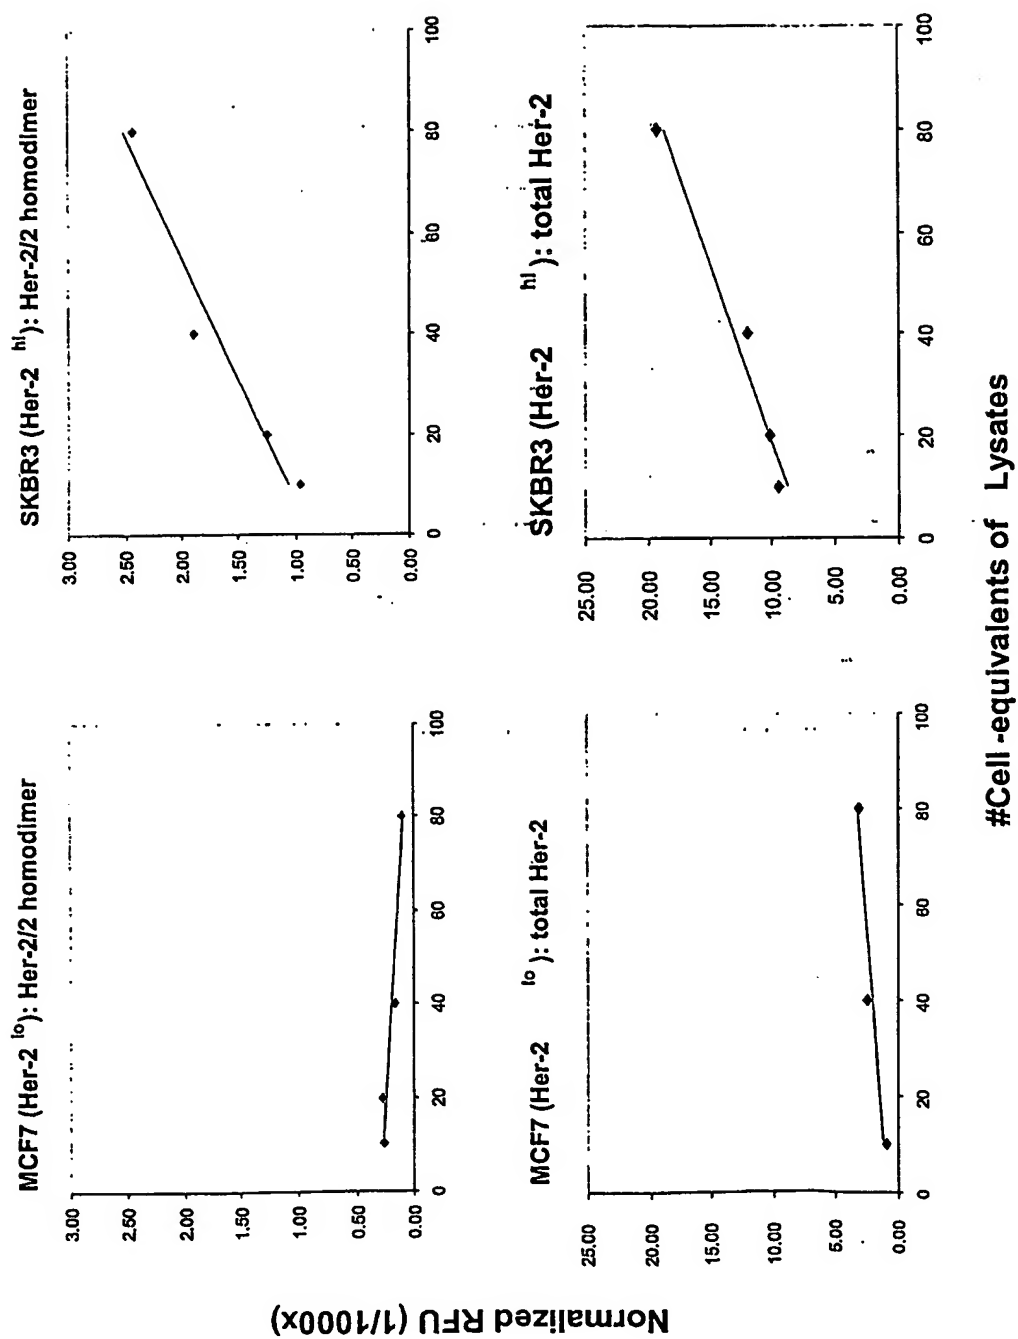 MCF7 (Her-2 lo): Her-2/2 homodimer
3.00
2.50
2.00
1.50
1.00
0.50
0.00
0 20 40 60 80 100
SKBR3 (Her-2 hi): Her-2/2 homodimer
3.00
2.50
2.00
1.50
1.00
0.50
0.00
0 20 40 60 80 100
MCF7 (Her-2 lo): total Her-2
25.00
20.00
15.00
10.00
5.00
0.00
0 20 40 60 80 100
SKBR3 (Her-2 hi): total Her-2
25.00
20.00
15.00
10.00
5.00
0.00
0 20 40 60 80 100
Normalized RFU (1/1000x)
#Cell -equivalents of Lysates